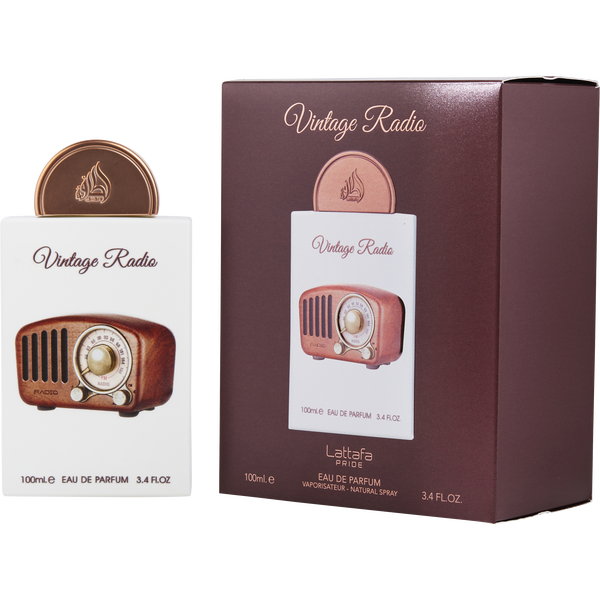 Vintage Radio
RADIO
100ml.e EAU DE PARFUM 3.4 FL.OZ
Vintage Radio
Vintage Radio
100ml.e EAU DE PARFUM 3.4 FL.OZ.
Lattafa
PRIDE
100ml.e EAU DE PARFUM 3.4 FL.OZ.
VAPORISATEUR - NATURAL SPRAY